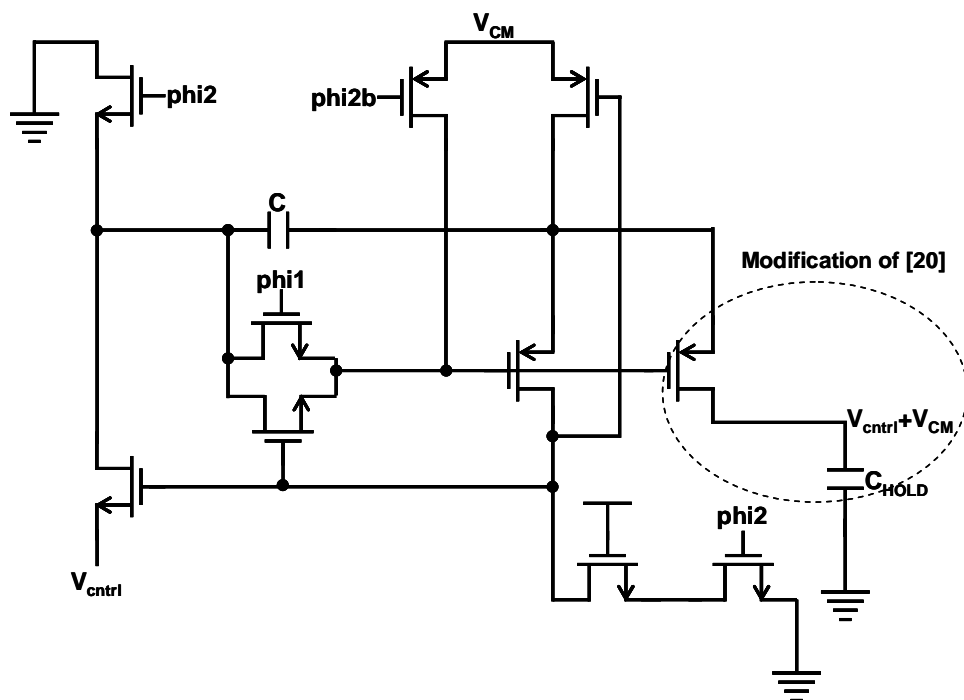 V_CM
phi2
phi2b
C
Modification of [20]
phi1
V_cntrl+V_CM
C_HOLD
phi2
V_cntrl